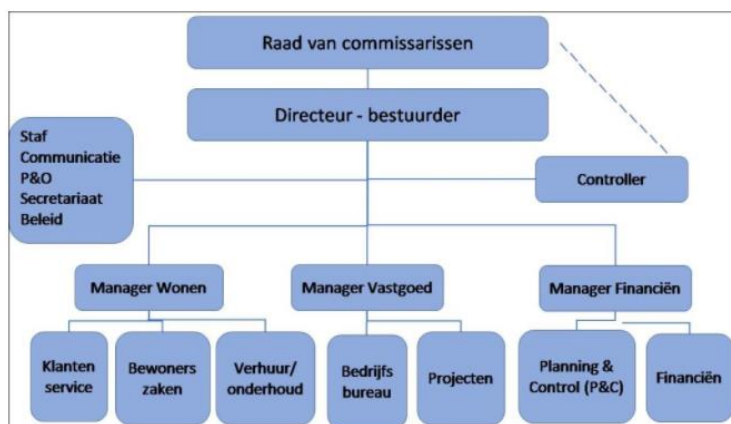 Raad van commissarissen
Directeur - bestuurder
Staf
Communicatie
P&O
Secretariaat
Beleid
Controller
Manager Wonen
Manager Vastgoed
Manager Financiën
Klanten
service
Bewoners
zaken
Verhuur/
onderhoud
Bedrijfs
bureau
Projecten
Planning &
Control (P&C)
Financiën